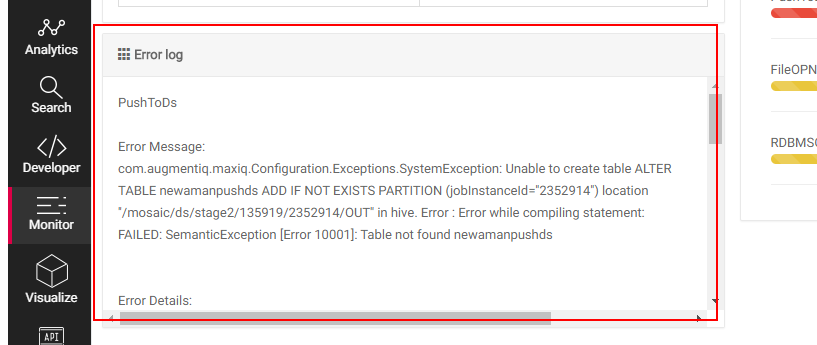 Analytics
Search
Developer
Monitor
Visualize
API
Error log
PushToDs
Error Message:
com.augmentiq.maxiq.Configuration.Exceptions.SystemException: Unable to create table ALTER
TABLE newamanpushds ADD IF NOT EXISTS PARTITION (jobInstanceId="2352914") location
"/mosaic/ds/stage2/135919/2352914/OUT" in hive. Error : Error while compiling statement:
FAILED: SemanticException [Error 10001]: Table not found newamanpushds
Error Details:
FileOPN
RDBMSO